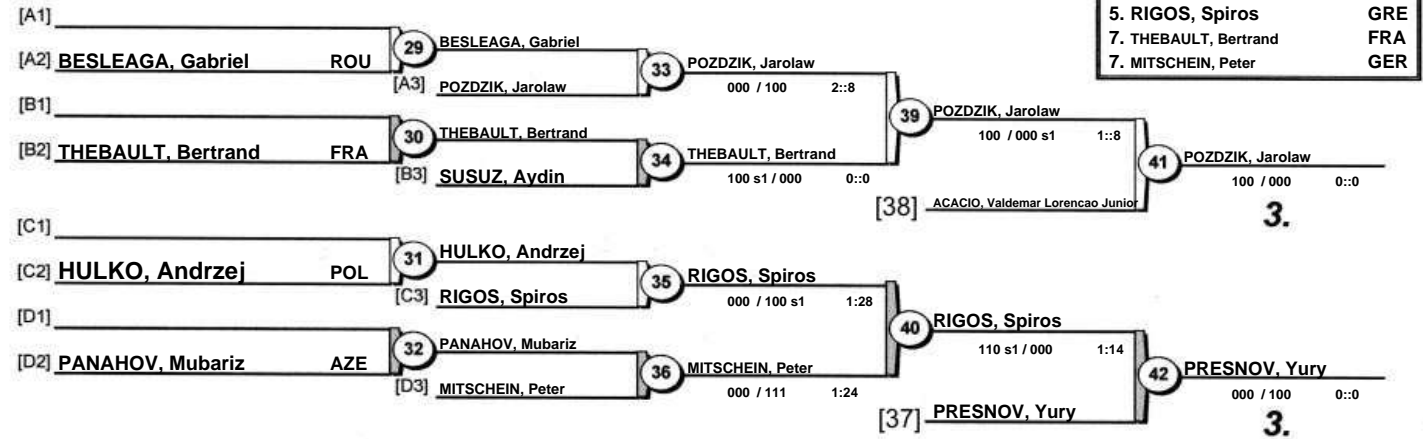 5. RIGOS, Spiros GRE
7. THEBAULT, Bertrand FRA
7. MITSCHEIN, Peter GER
[A1]
[A2] BESLEAGA, Gabriel ROU
29
BESLEAGA, Gabriel
[A3] POZDZIK, Jarolaw
33
POZDZIK, Jarolaw
000 / 100 2::8
[B1]
[B2] THEBAULT, Bertrand FRA
30
THEBAULT, Bertrand
[B3] SUSUZ, Aydin
34
THEBAULT, Bertrand
100 s1 / 000 0::0
39
POZDZIK, Jarolaw
100 / 000 s1 1::8
[38] ACACIO, Valdemar Lorencao Junior
41
POZDZIK, Jarolaw
100 / 000 0::0
3.
[C1]
[C2] HULKO, Andrzej POL
31
HULKO, Andrzej
[C3] RIGOS, Spiros
35
RIGOS, Spiros
000 / 100 s1 1:28
[D1]
[D2] PANAHOV, Mubariz AZE
32
PANAHOV, Mubariz
[D3] MITSCHEIN, Peter
36
MITSCHEIN, Peter
000 / 111 1:24
40
RIGOS, Spiros
110 s1 / 000 1:14
[37] PRESNOV, Yury
42
PRESNOV, Yury
000 / 100 0::0
3.